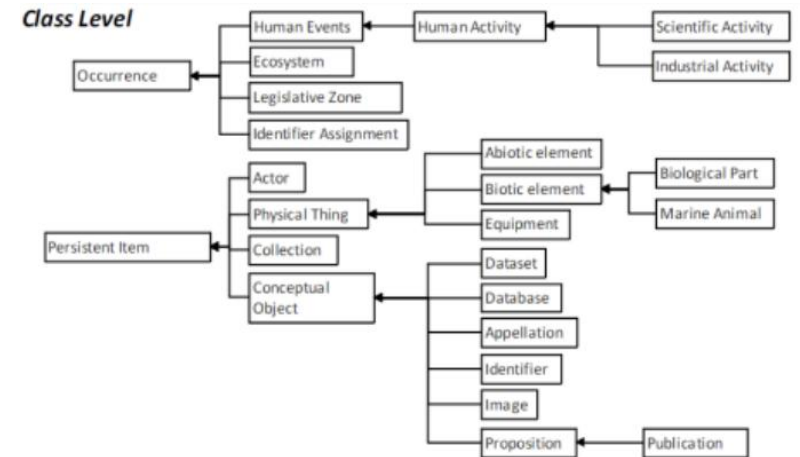 Class Level
Human Events
Human Activity
Scientific Activity
Ecosystem
Industrial Activity
Occurrence
Legislative Zone
Identifier Assignment
Abiotic element
Actor
Biotic element
Biological Part
Physical Thing
Marine Animal
Equipment
Persistent Item
Collection
Dataset
Conceptual
Object
Database
Appellation
Identifier
Image
Proposition
Publication